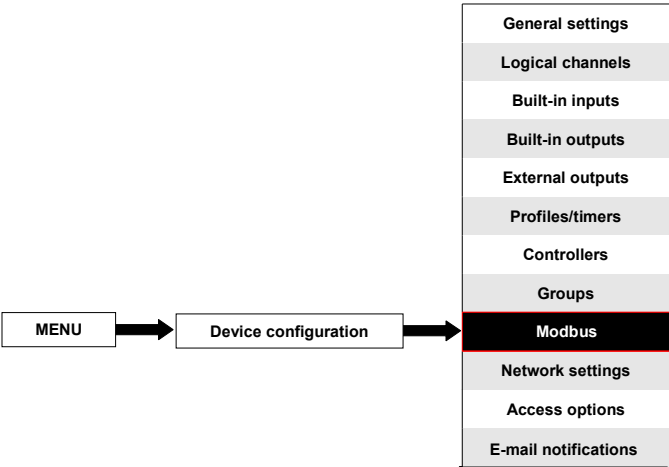 General settings
Logical channels
Built-in inputs
Built-in outputs
External outputs
Profiles/timers
Controllers
Groups
MENU
Device configuration
Modbus
Network settings
Access options
E-mail notifications